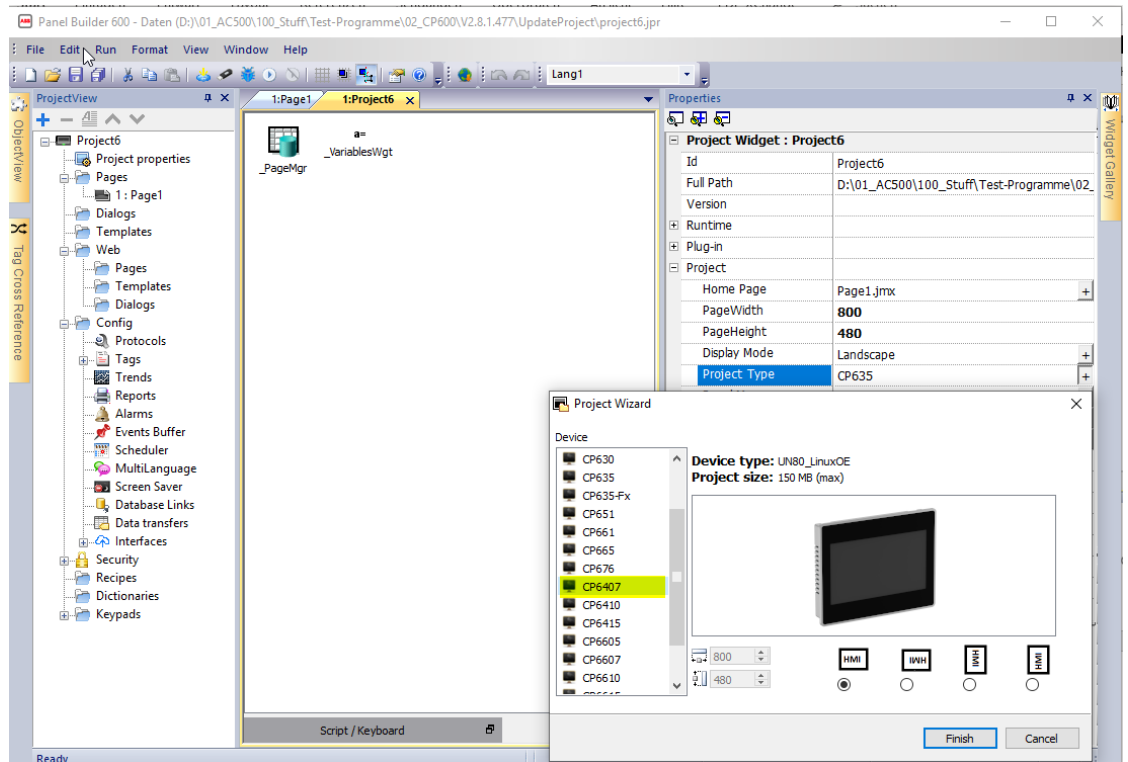 Panel Builder 600 - Daten (D:)\01_AC500\100_Stuff\Test-Programme\02_CP600\V2.8.1.477\UpdateProject\project6.jpr
File Edit Run Format View Window Help
Lang1
ProjectView
Project6
Project properties
Pages
1 : Page1
Dialogs
Templates
Web
Pages
Templates
Dialogs
Config
Protocols
Tags
Trends
Reports
Alarms
Events Buffer
Scheduler
MultiLanguage
Screen Saver
Database Links
Data transfers
Interfaces
Security
Recipes
Dictionaries
Keypads
ObjectView
Tag Cross Reference
1:Page1 1:Project6
_PageMgr
a=
_VariablesWgt
Script / Keyboard
Properties
Project Widget : Project6
Id Project6
Full Path D:\01_AC500\100_Stuff\Test-Programme\02_
Version
Runtime
Plug-in
Project
Home Page Page1.jmx
PageWidth 800
PageHeight 480
Display Mode Landscape
Project Type CP635
Widget Gallery
Project Wizard
Device
CP630
CP635
CP635-Fx
CP651
CP661
CP665
CP676
CP6407
CP6410
CP6415
CP6605
CP6607
CP6610
Device type: UN80_LinuxOE
Project size: 150 MB (max)
800
480
HMI HMI HMI HMI
Finish Cancel
Ready